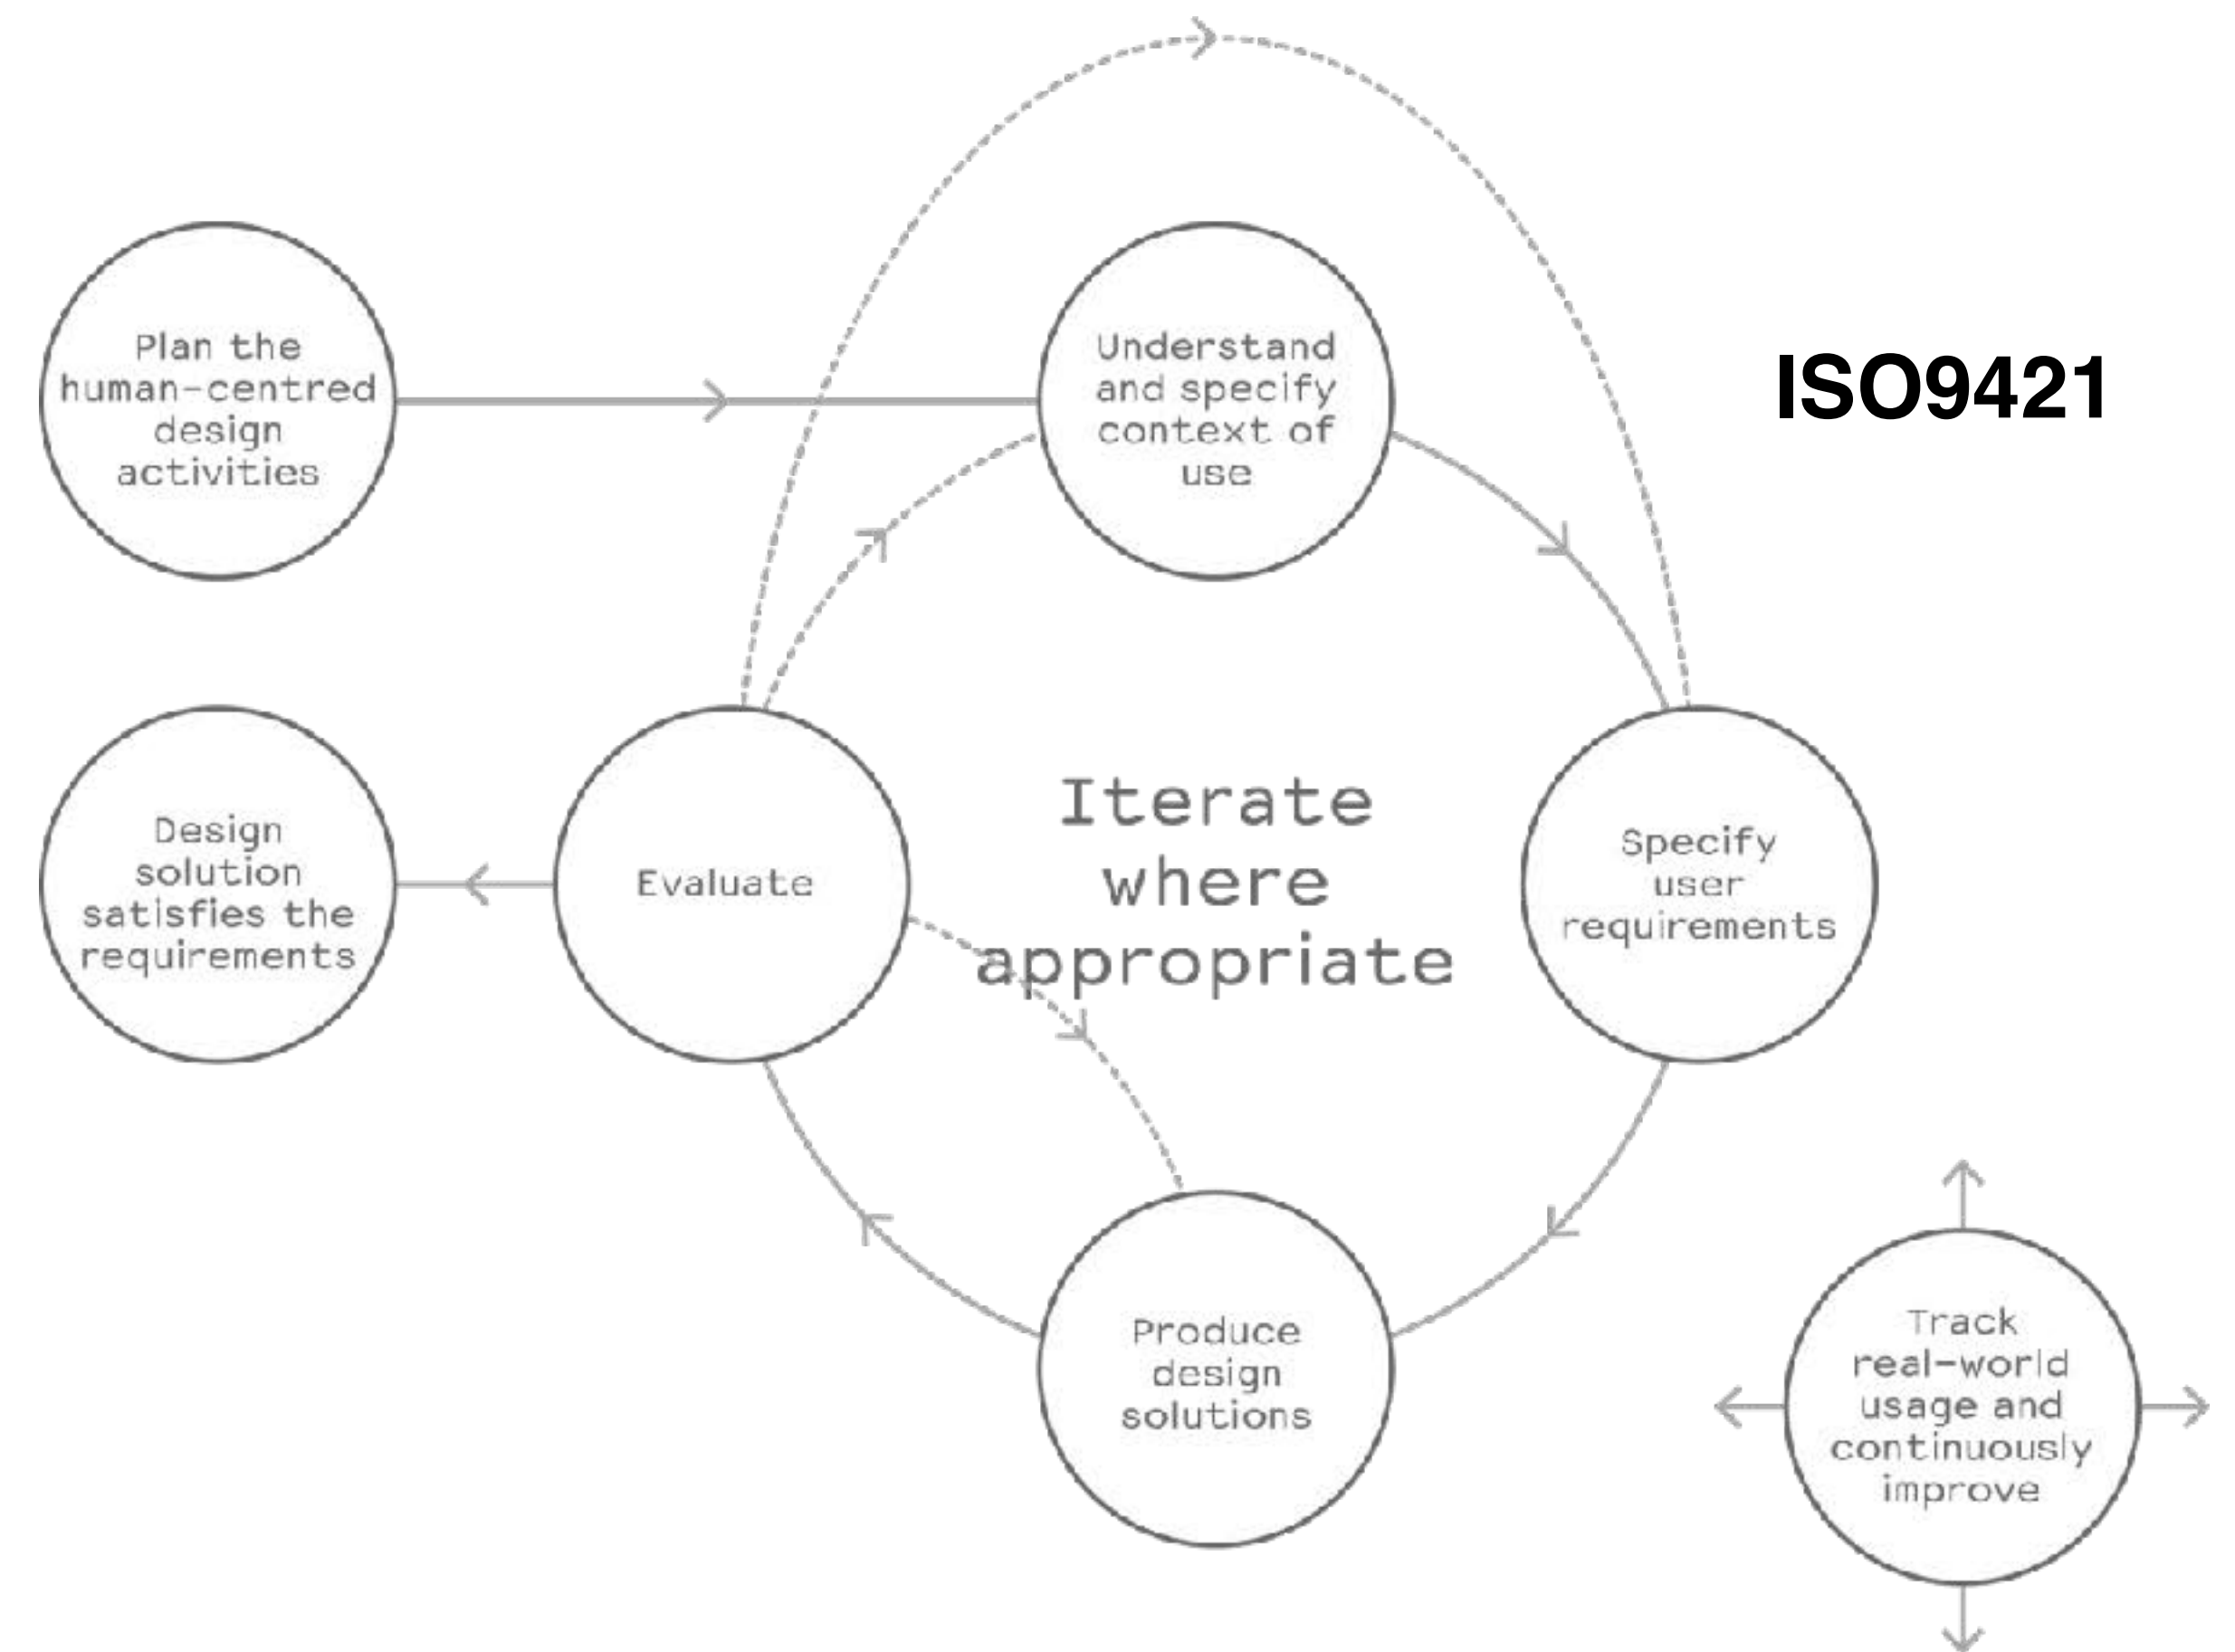 Plan the
human-centred
design
activities
Understand
and specify
context of
use
ISO9421
Design
solution
satisfies the
requirements
Evaluate
Iterate
where
appropriate
Specify
user
requirements
Produce
design
solutions
Track
real-world
usage and
continuously
improve